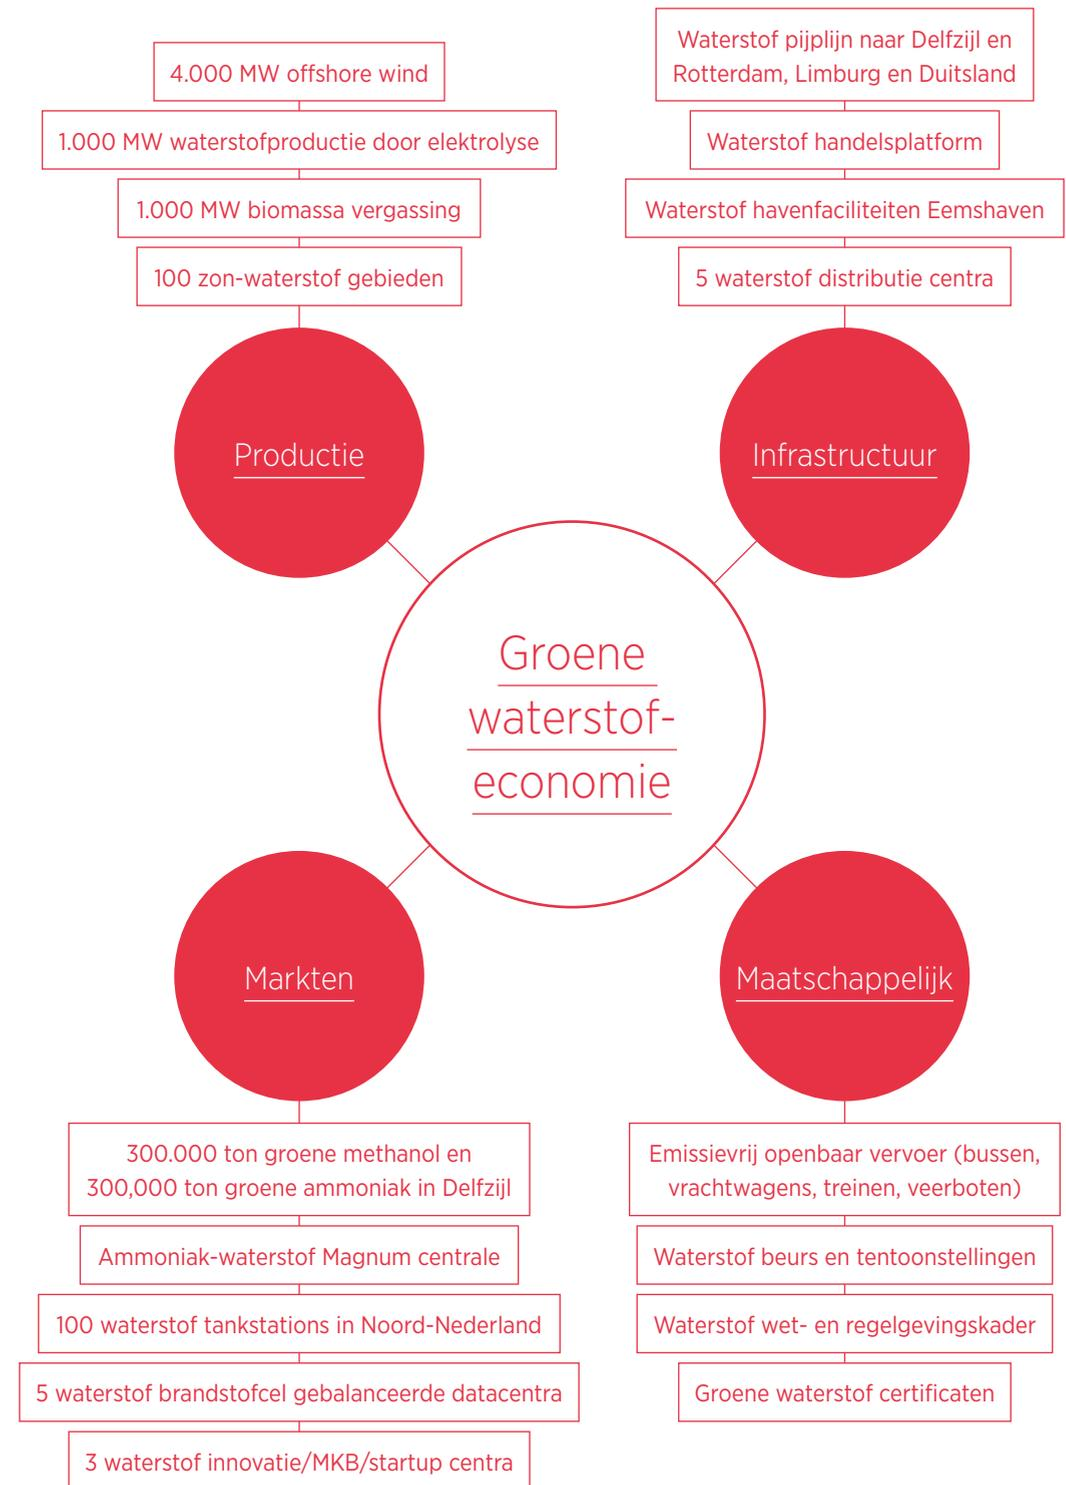 4.000 MW offshore wind
1.000 MW waterstofproductie door elektrolyse
1.000 MW biomassa vergassing
100 zon-waterstof gebieden
Productie
Waterstof pijplijn naar Delfzijl en
Rotterdam, Limburg en Duitsland
Waterstof handelsplatform
Waterstof havenfaciliteiten Eemshaven
5 waterstof distributie centra
Infrastructuur
Groene
waterstof-
economie
Markten
300.000 ton groene methanol en
300,000 ton groene ammoniak in Delfzijl
Ammoniak-waterstof Magnum centrale
100 waterstof tankstations in Noord-Nederland
5 waterstof brandstofcel gebalanceerde datacentra
3 waterstof innovatie/MKB/startup centra
Maatschappelijk
Emissievrij openbaar vervoer (bussen,
vrachtwagens, treinen, veerboten)
Waterstof beurs en tentoonstellingen
Waterstof wet- en regelgevingskader
Groene waterstof certificaten